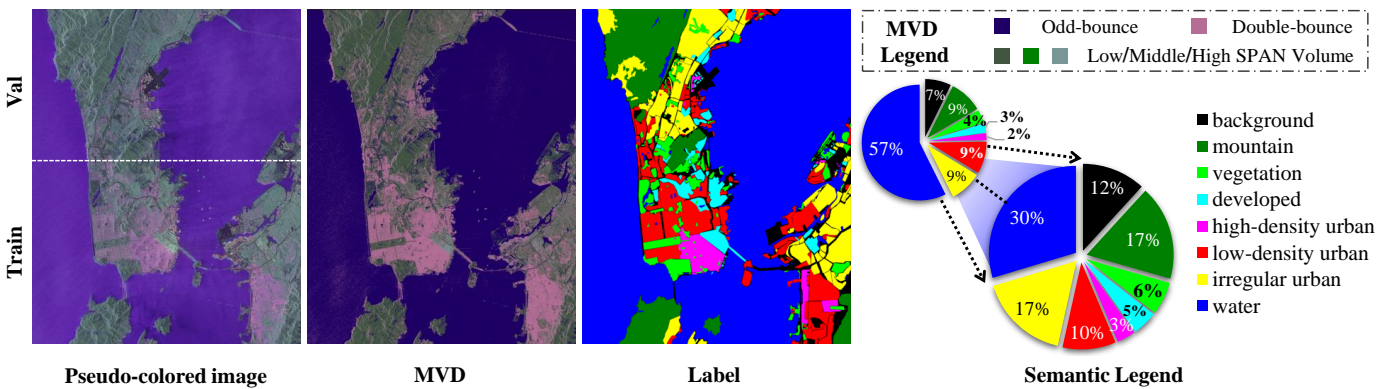 Val
Train
Pseudo-colored image
MVD
Label
MVD
Legend
Odd-bounce
Double-bounce
Low/Middle/High SPAN Volume
7%
9%
4%
3%
2%
9%
9%
57%
12%
17%
6%
5%
3%
10%
17%
30%
background
mountain
vegetation
developed
high-density urban
low-density urban
irregular urban
water
Semantic Legend